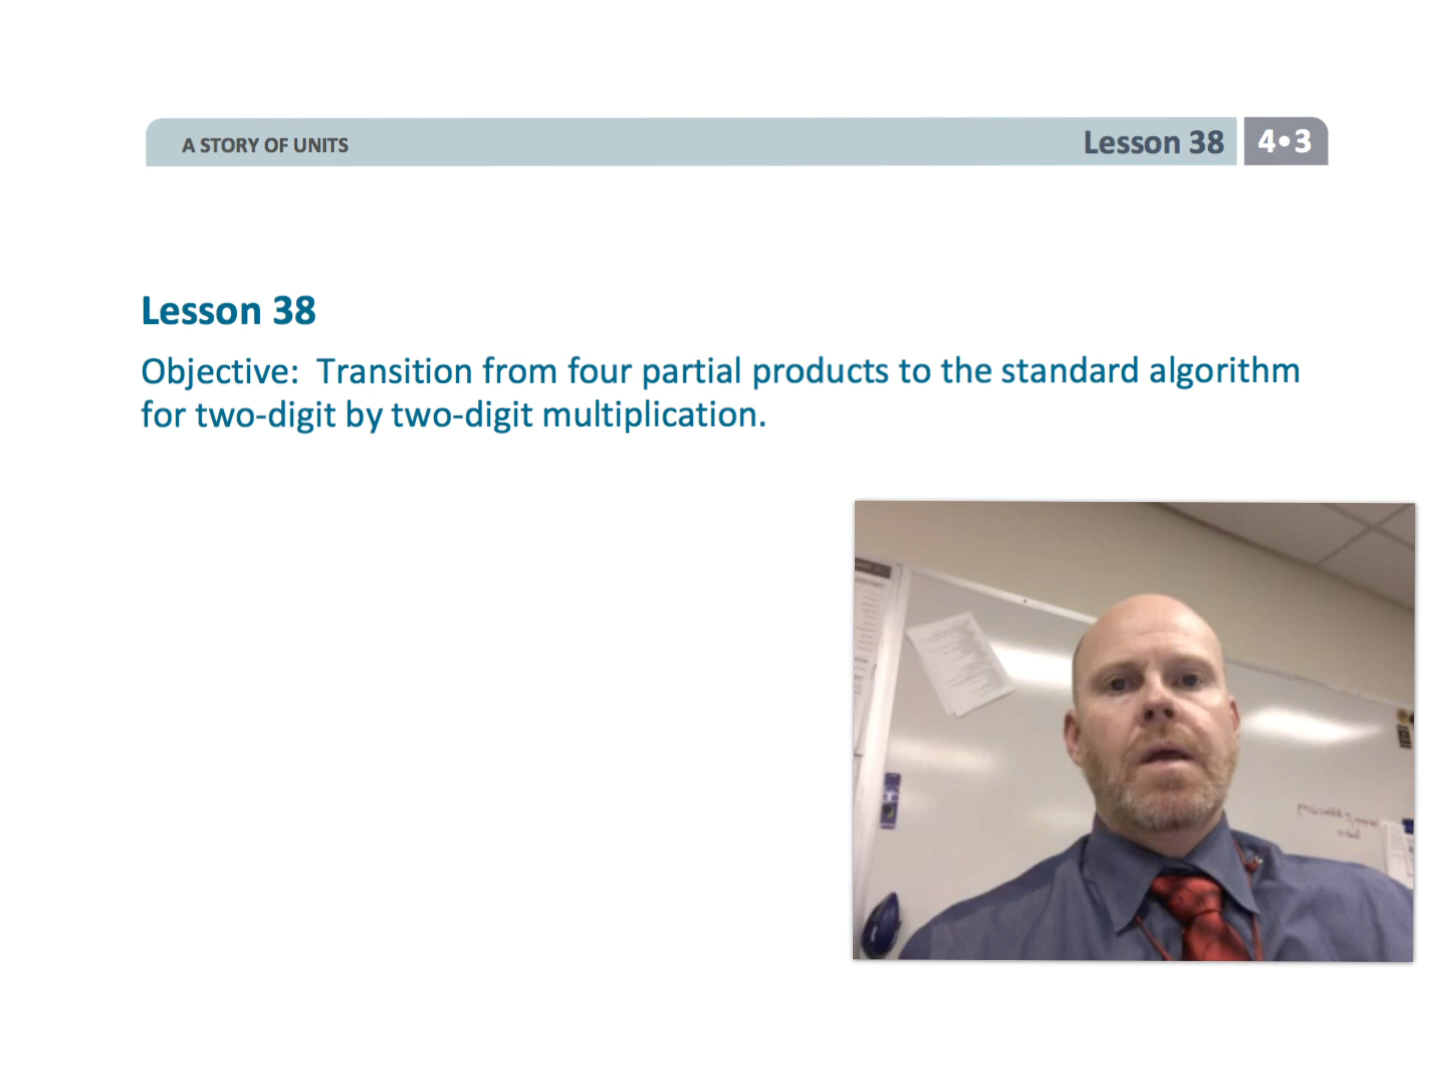 A STORY OF UNITS
Lesson 38
4•3
Lesson 38
Objective: Transition from four partial products to the standard algorithm
for two-digit by two-digit multiplication.